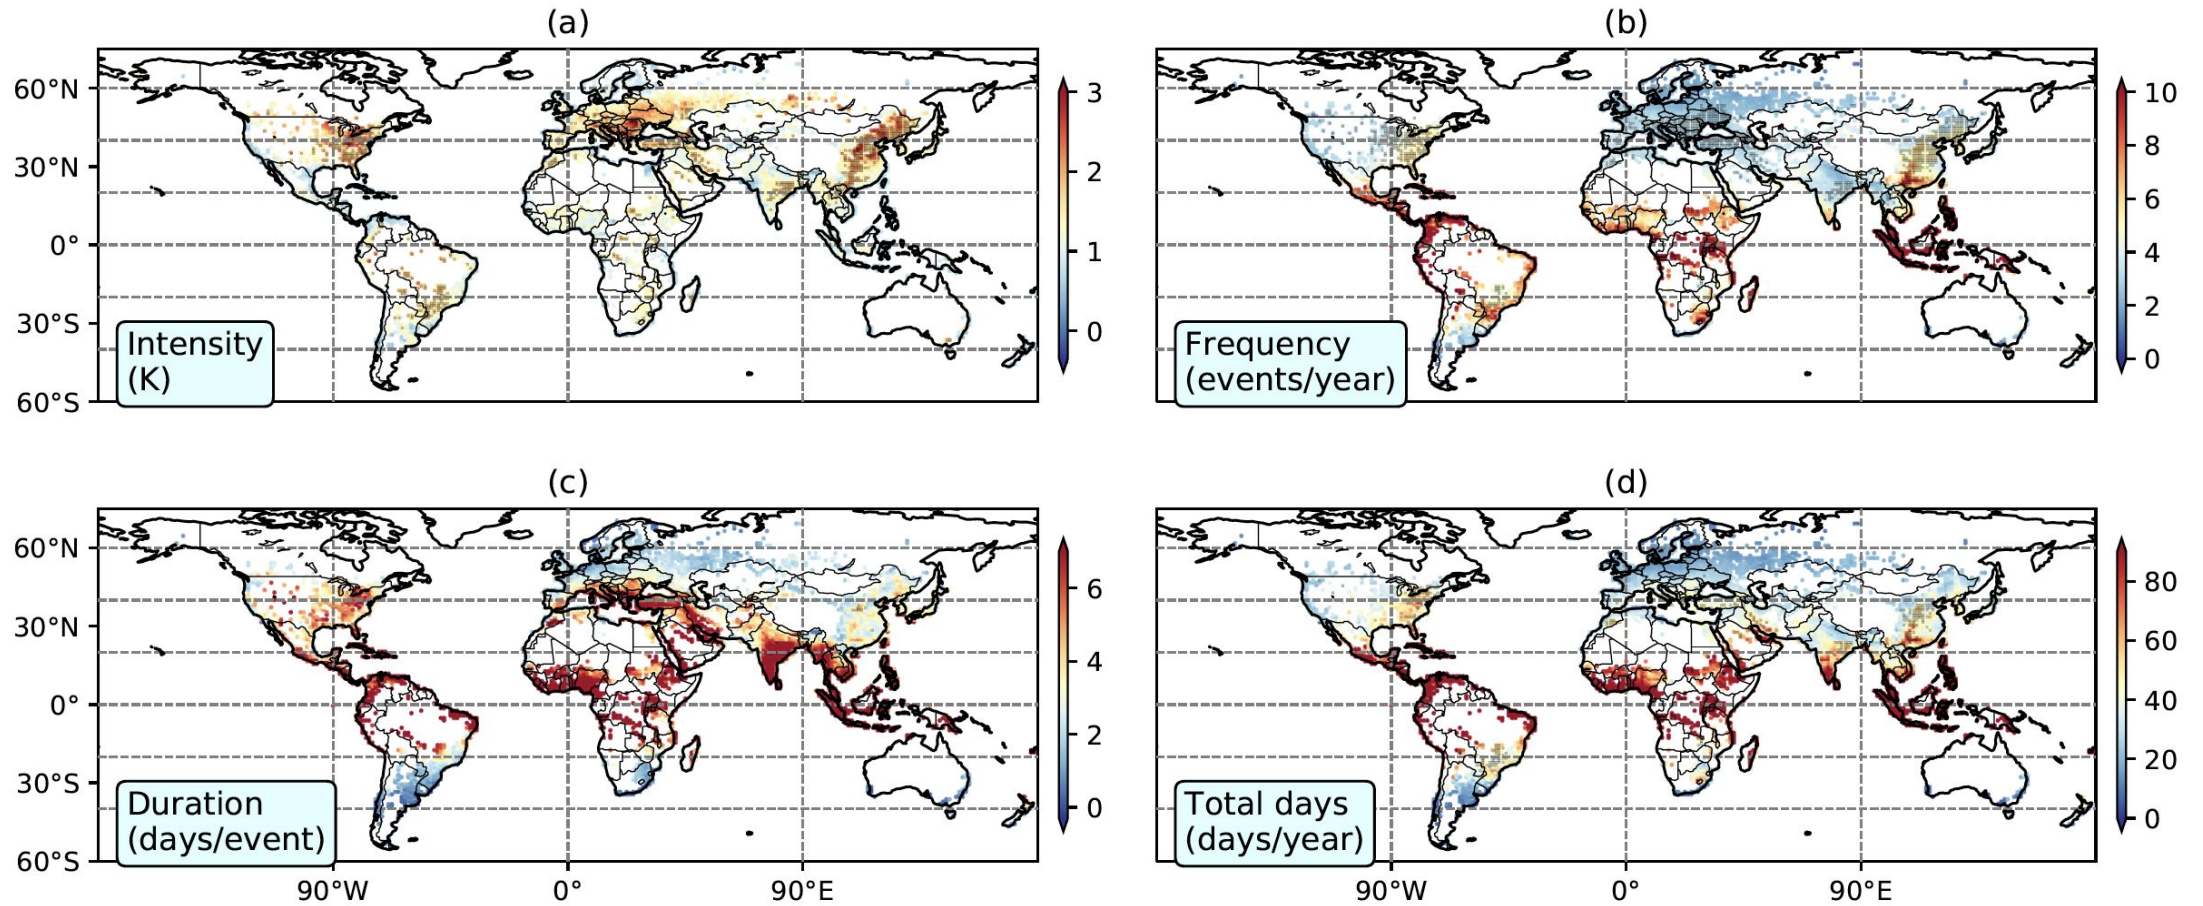 (a)
60°N
30°N
0°
30°S
60°S
Intensity
(K)
3
2
1
0
(b)
Frequency
(events/year)
10
8
6
4
2
0
(c)
60°N
30°N
0°
30°S
60°S
Duration
(days/event)
90°W
0°
90°E
6
4
2
0
(d)
Total days
(days/year)
90°W
0°
90°E
80
60
40
20
0